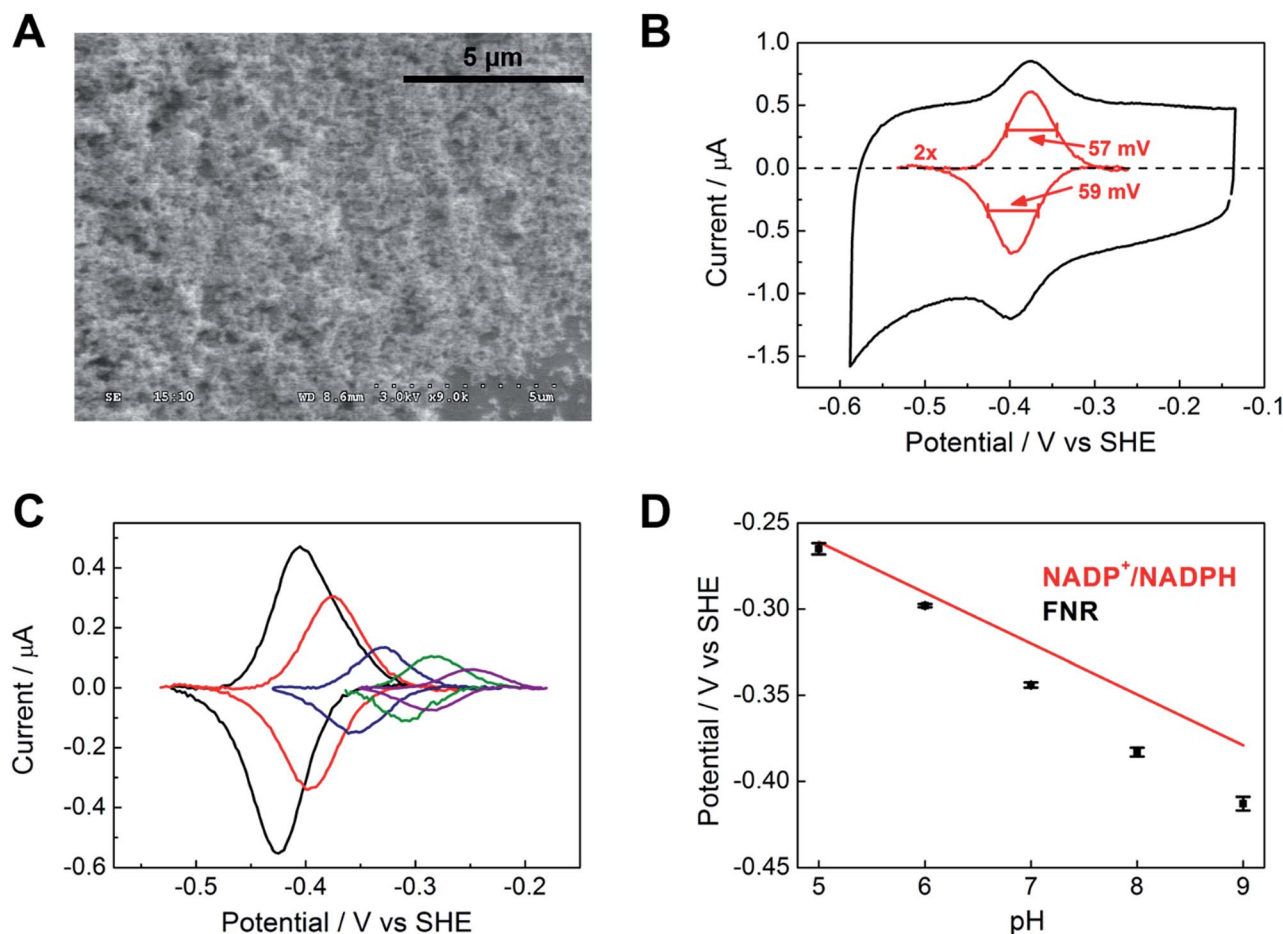 A
5 μm
SE 15:10 WD 8.6mm 3.0kV x9.0k 5um
B
1.0
0.5
0.0
-0.5
-1.0
-1.5
Current / μA
2x
57 mV
59 mV
-0.6 -0.5 -0.4 -0.3 -0.2 -0.1
Potential / V vs SHE
C
0.4
0.2
0.0
-0.2
-0.4
-0.6
Current / μA
-0.5 -0.4 -0.3 -0.2
Potential / V vs SHE
D
-0.25
-0.30
-0.35
-0.40
-0.45
Potential / V vs SHE
NADP⁺/NADPH
FNR
5 6 7 8 9
pH